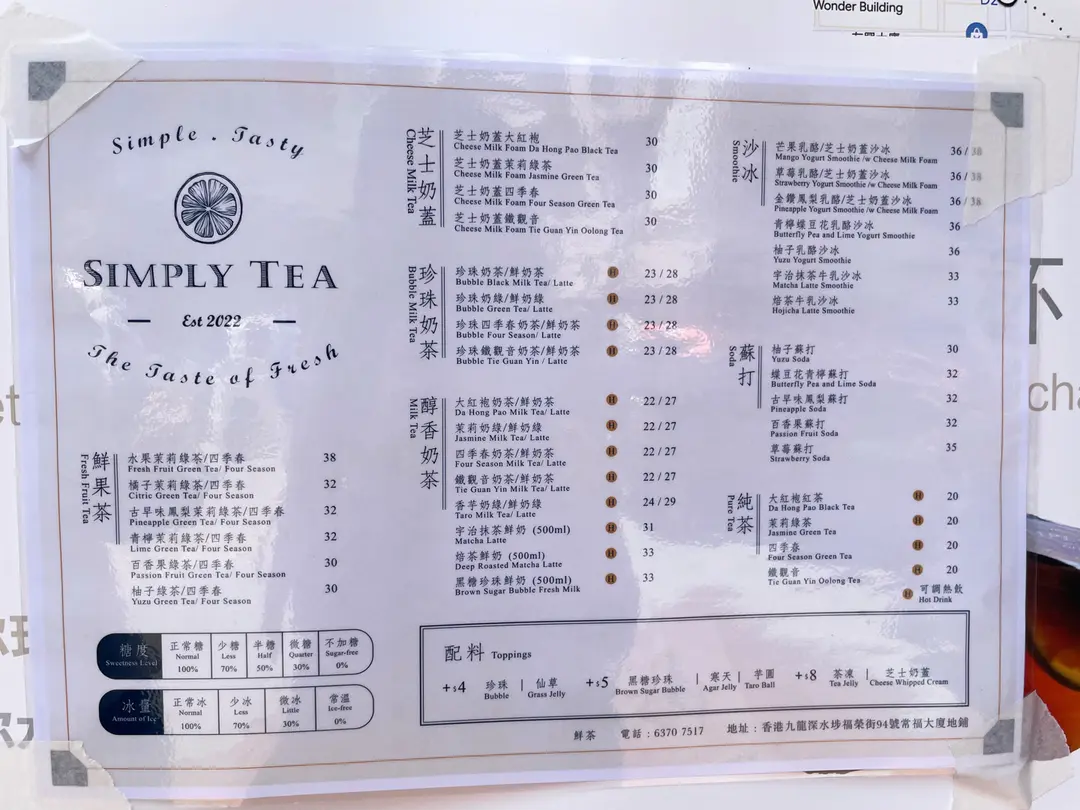 Wonder Building
D2
Simple . Tasty
SIMPLY TEA
Est 2022
The Taste of Fresh
鮮果茶
Fresh Fruit Tea
水果茉莉綠茶/四季春 38
Fresh Fruit Green Tea/ Four Season
橘子茉莉綠茶/四季春 32
Citric Green Tea/ Four Season
古早味鳳梨茉莉綠茶/四季春 32
Pineapple Green Tea/ Four Season
青檸茉莉綠茶/四季春 32
Lime Green Tea/ Four Season
百香果綠茶/四季春 30
Passion Fruit Green Tea/ Four Season
柚子綠茶/四季春 30
Yuzu Green Tea/ Four Season
糖度 正常糖 少糖 半糖 微糖 不加糖
Sweetness Level Normal Less Half Quarter Sugar-free
100% 70% 50% 30% 0%
冰量 正常冰 少冰 微冰 常溫
Amount of Ice Normal Less Little Ice-free
100% 70% 30% 0%
芝士奶蓋
Cheese Milk Tea
芝士奶蓋大紅袍 30
Cheese Milk Foam Da Hong Pao Black Tea
芝士奶蓋茉莉綠茶 30
Cheese Milk Foam Jasmine Green Tea
芝士奶蓋四季春 30
Cheese Milk Foam Four Season Green Tea
芝士奶蓋鐵觀音 30
Cheese Milk Foam Tie Guan Yin Oolong Tea
珍珠奶茶
Bubble Milk Tea
珍珠奶茶/鮮奶茶 H 23 / 28
Bubble Black Milk Tea/ Latte
珍珠奶綠/鮮奶綠 H 23 / 28
Bubble Green Tea/ Latte
珍珠四季春奶茶/鮮奶茶 H 23 / 28
Bubble Four Season/ Latte
珍珠鐵觀音奶茶/鮮奶茶 H 23 / 28
Bubble Tie Guan Yin / Latte
醇香奶茶
Milk Tea
大紅袍奶茶/鮮奶茶 H 22 / 27
Da Hong Pao Milk Tea/ Latte
茉莉奶綠/鮮奶綠 H 22 / 27
Jasmine Milk Tea/ Latte
四季春奶茶/鮮奶茶 H 22 / 27
Four Season Milk Tea/ Latte
鐵觀音奶茶/鮮奶茶 H 22 / 27
Tie Guan Yin Milk Tea/ Latte
香芋奶綠/鮮奶綠 H 24 / 29
Taro Milk Tea/ Latte
宇治抹茶鮮奶 (500ml) H 31
Matcha Latte
焙茶鮮奶 (500ml) H 33
Deep Roasted Matcha Latte
黑糖珍珠鮮奶 (500ml) H 33
Brown Sugar Bubble Fresh Milk
沙冰
Smoothie
芒果乳酪/芝士奶蓋沙冰 36 / 38
Mango Yogurt Smoothie /w Cheese Milk Foam
草莓乳酪/芝士奶蓋沙冰 36 / 38
Strawberry Yogurt Smoothie /w Cheese Milk Foam
金鑽鳳梨乳酪/芝士奶蓋沙冰 36 / 38
Pineapple Yogurt Smoothie /w Cheese Milk Foam
青檸蝶豆花乳酪沙冰 36
Butterfly Pea and Lime Yogurt Smoothie
柚子乳酪沙冰 36
Yuzu Yogurt Smoothie
宇治抹茶牛乳沙冰 33
Matcha Latte Smoothie
焙茶牛乳沙冰 33
Hojicha Latte Smoothie
蘇打
Soda
柚子蘇打 30
Yuzu Soda
蝶豆花青檸蘇打 32
Butterfly Pea and Lime Soda
古早味鳳梨蘇打 32
Pineapple Soda
百香果蘇打 32
Passion Fruit Soda
草莓蘇打 35
Strawberry Soda
純茶
Pure Tea
大紅袍紅茶 H 20
Da Hong Pao Black Tea
茉莉綠茶 H 20
Jasmine Green Tea
四季春 H 20
Four Season Green Tea
鐵觀音 H 20
Tie Guan Yin Oolong Tea
H 可調熱飲
Hot Drink
配料 Toppings
+$4 珍珠 | 仙草 +$5 黑糖珍珠 | 寒天 | 芋圓 +$8 茶凍 | 芝士奶蓋
Bubble Grass Jelly Brown Sugar Bubble Agar Jelly Taro Ball Tea Jelly Cheese Whipped Cream
鮮茶 電話 : 6370 7517 地址 : 香港九龍深水埗福榮街94號常福大廈地鋪